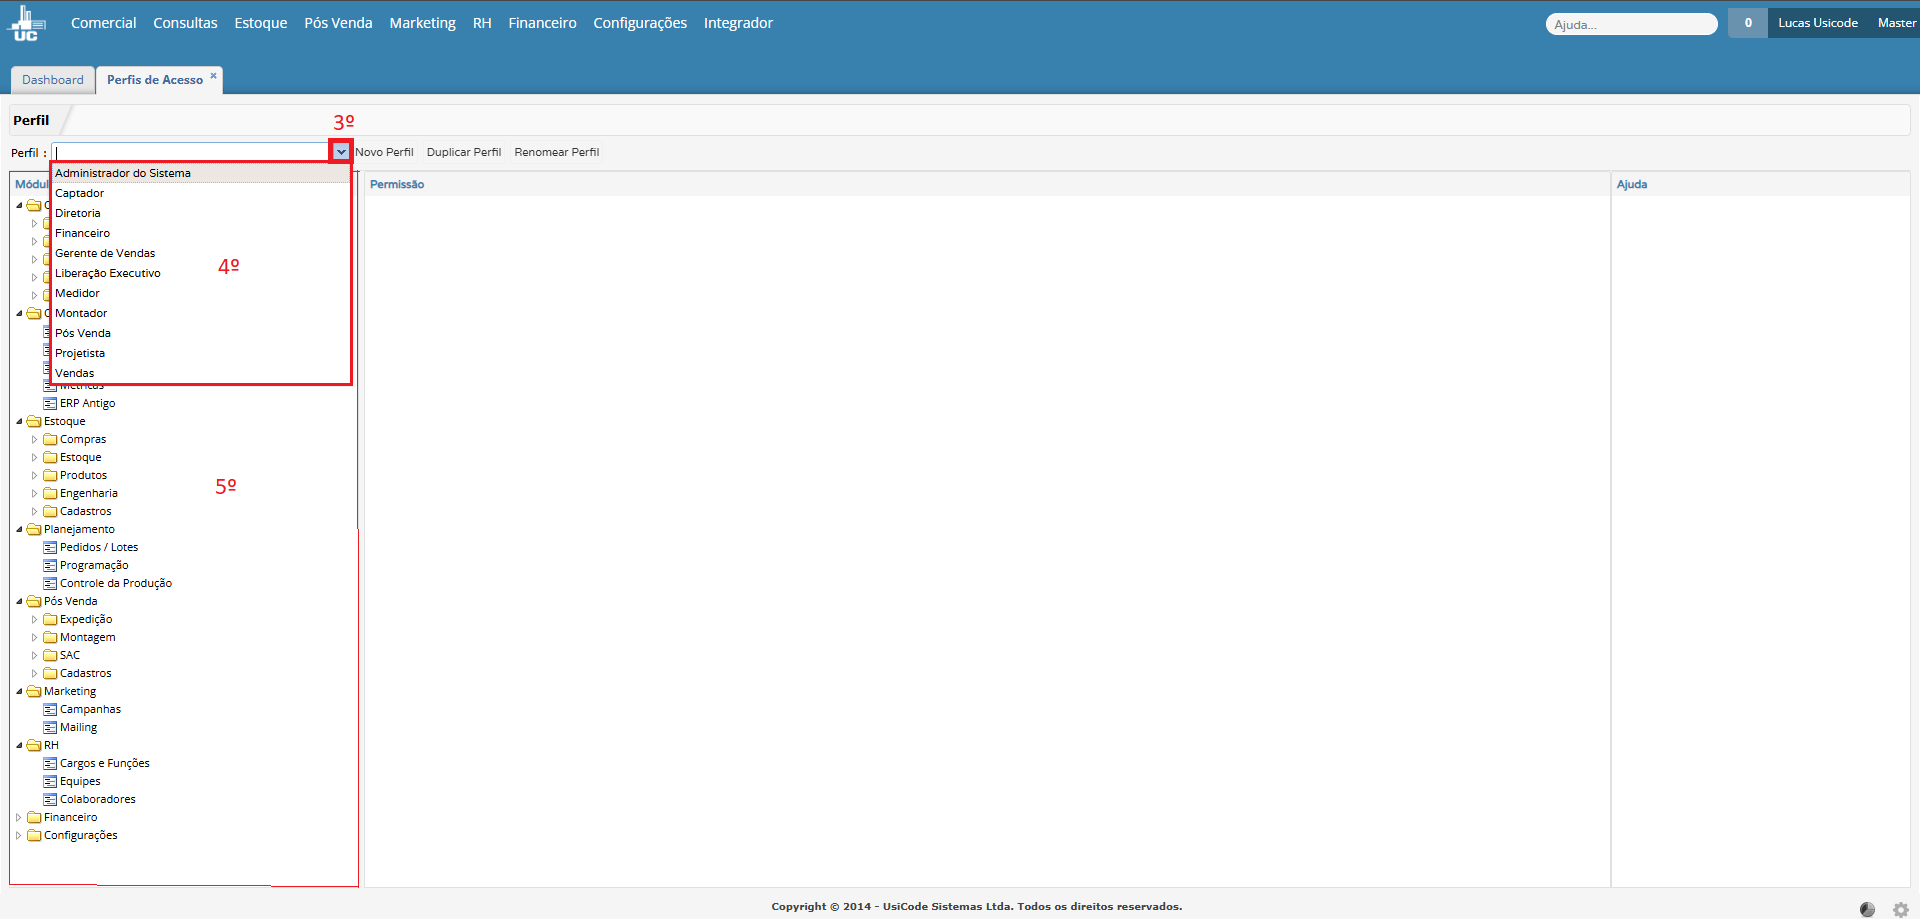 UC
Comercial Consultas Estoque Pós Venda Marketing RH Financeiro Configurações Integrador
Ajuda...
0 Lucas Usicode Master
Dashboard Perfis de Acesso
Perfil
3º
Perfil :
Novo Perfil Duplicar Perfil Renomear Perfil
Administrador do Sistema
Captador
Diretoria
Financeiro
Gerente de Vendas
Liberação Executivo
Medidor
Montador
Pós Venda
Projetista
Vendas
4º
Permissão
Ajuda
Métricas
ERP Antigo
Estoque
Compras
Estoque
Produtos
Engenharia
Cadastros
5º
Planejamento
Pedidos / Lotes
Programação
Controle da Produção
Pós Venda
Expedição
Montagem
SAC
Cadastros
Marketing
Campanhas
Mailing
RH
Cargos e Funções
Equipes
Colaboradores
Financeiro
Configurações
Copyright © 2014 - UsiCode Sistemas Ltda. Todos os direitos reservados.